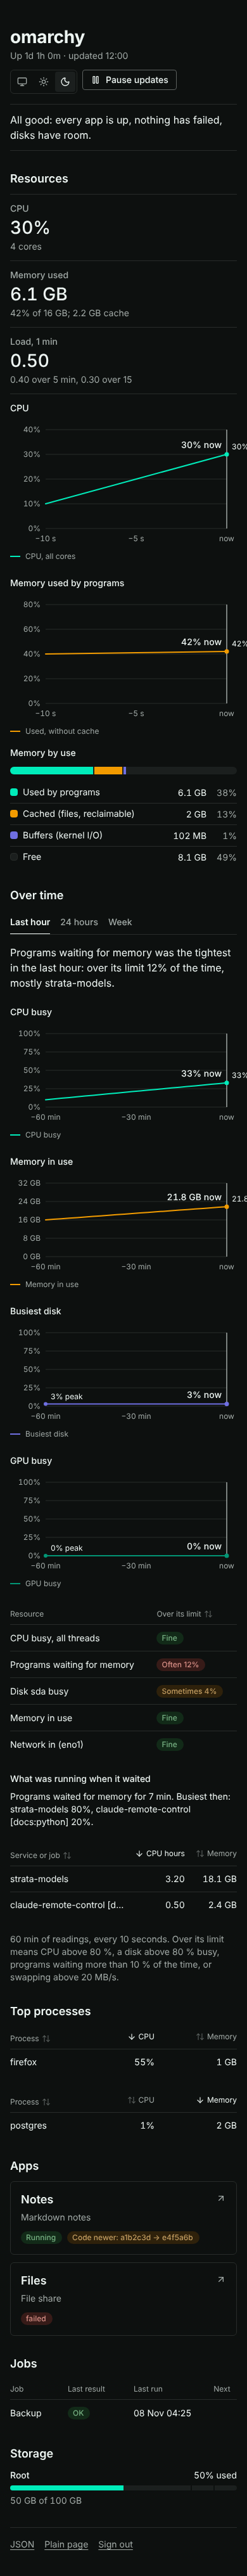 omarchy
Up 1d 1h 0m · updated 12:00
Pause updates
All good: every app is up, nothing has failed,
disks have room.
Resources
CPU
30%
4 cores
Memory used
6.1 GB
42% of 16 GB; 2.2 GB cache
Load, 1 min
0.50
0.40 over 5 min, 0.30 over 15
CPU
40%
30% now
30%
30%
20%
10%
0%
−10 s
−5 s
now
CPU, all cores
Memory used by programs
80%
60%
42% now
42%
40%
20%
0%
−10 s
−5 s
now
Used, without cache
Memory by use
Used by programs 6.1 GB 38%
Cached (files, reclaimable) 2 GB 13%
Buffers (kernel I/O) 102 MB 1%
Free 8.1 GB 49%
Over time
Last hour 24 hours Week
Programs waiting for memory was the tightest
in the last hour: over its limit 12% of the time,
mostly strata-models.
CPU busy
100%
75%
50%
33% now
33%
25%
0%
−60 min
−30 min
now
CPU busy
Memory in use
32 GB
24 GB
21.8 GB now
21.8
16 GB
8 GB
0 GB
−60 min
−30 min
now
Memory in use
Busiest disk
100%
75%
50%
25%
3% peak
3% now
0%
−60 min
−30 min
now
Busiest disk
GPU busy
100%
75%
50%
25%
0% peak
0% now
0%
−60 min
−30 min
now
GPU busy
Resource Over its limit
CPU busy, all threads Fine
Programs waiting for memory Often 12%
Disk sda busy Sometimes 4%
Memory in use Fine
Network in (eno1) Fine
What was running when it waited
Programs waited for memory for 7 min. Busiest then:
strata-models 80%, claude-remote-control
[docs:python] 20%.
Service or job CPU hours Memory
strata-models 3.20 18.1 GB
claude-remote-control [d… 0.50 2.4 GB
60 min of readings, every 10 seconds. Over its limit
means CPU above 80 %, a disk above 80 % busy,
programs waiting more than 10 % of the time, or
swapping above 20 MB/s.
Top processes
Process CPU Memory
firefox 55% 1 GB
Process CPU Memory
postgres 1% 2 GB
Apps
Notes
Markdown notes
Running Code newer: a1b2c3d → e4f5a6b
Files
File share
failed
Jobs
Job Last result Last run Next
Backup OK 08 Nov 04:25
Storage
Root 50% used
50 GB of 100 GB
JSON Plain page Sign out